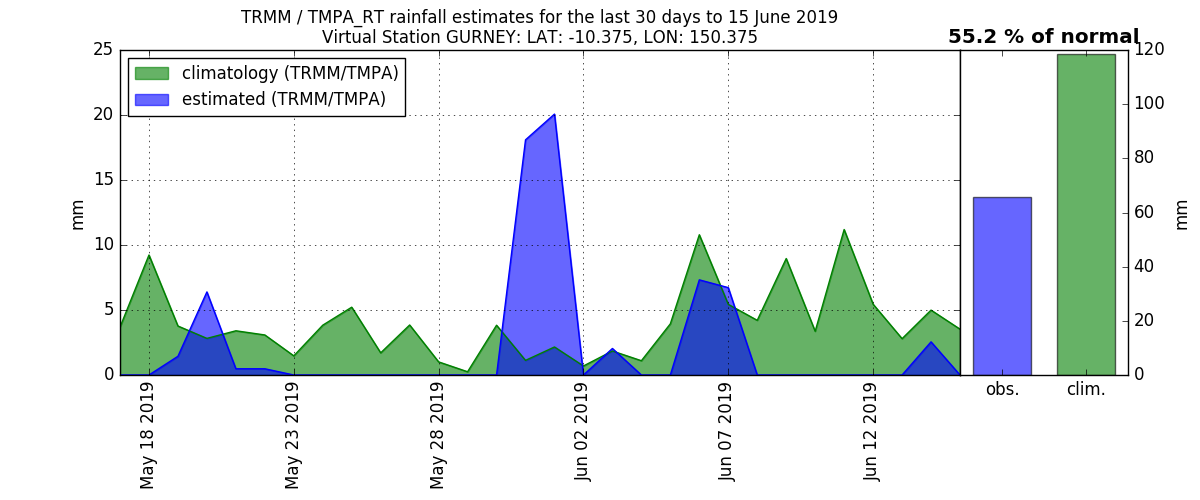 TRMM / TMPA_RT rainfall estimates for the last 30 days to 15 June 2019
Virtual Station GURNEY: LAT: -10.375, LON: 150.375
55.2 % of normal
climatology (TRMM/TMPA)
estimated (TRMM/TMPA)
25
20
15
10
5
0
mm
May 18 2019
May 23 2019
May 28 2019
Jun 02 2019
Jun 07 2019
Jun 12 2019
obs.
clim.
120
100
80
60
40
20
0
mm